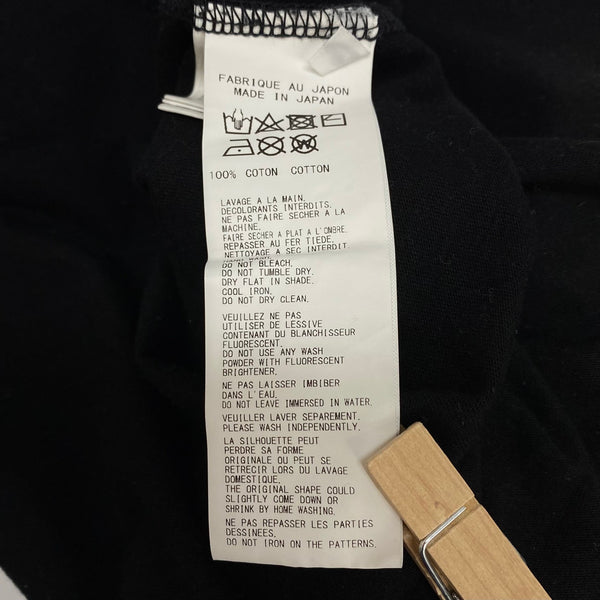 FABRIQUE AU JAPON
MADE IN JAPAN
100% COTON COTTON
LAVAGE A LA MAIN.
DECOLORANTS INTERDITS.
NE PAS FAIRE SECHER A LA
MACHINE.
FAIRE SECHER A PLAT A L'OMBRE.
REPASSER AU FER TIEDE.
NETTOYAGE A SEC INTERDIT.
DO NOT BLEACH.
DO NOT TUMBLE DRY.
DRY FLAT IN SHADE.
COOL IRON.
DO NOT DRY CLEAN.
VEUILLEZ NE PAS
UTILISER DE LESSIVE
CONTENANT DU BLANCHISSEUR
FLUORESCENT.
DO NOT USE ANY WASH
POWDER WITH FLUORESCENT
BRIGHTENER.
NE PAS LAISSER IMBIBER
DANS L'EAU.
DO NOT LEAVE IMMERSED IN WATER.
VEUILLER LAVER SEPAREMENT.
PLEASE WASH INDEPENDENTLY.
LA SILHOUETTE PEUT
PERDRE SA FORME
ORIGINALE OU PEUT SE
RETRECIR LORS DU LAVAGE
DOMESTIQUE.
THE ORIGINAL SHAPE COULD
SLIGHTLY COME DOWN OR
SHRINK BY HOME WASHING.
NE PAS REPASSER LES PARTIES
DESSINEES.
DO NOT IRON ON THE PATTERNS.